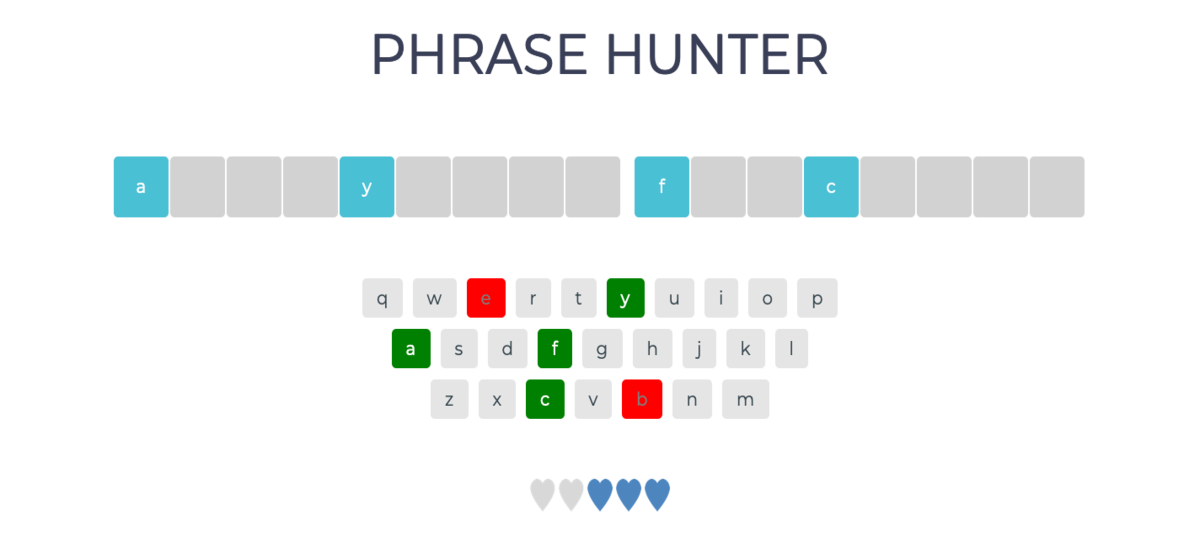 PHRASE HUNTER
a y f c
q w e r t y u i o p
a s d f g h j k l
z x c v b n m